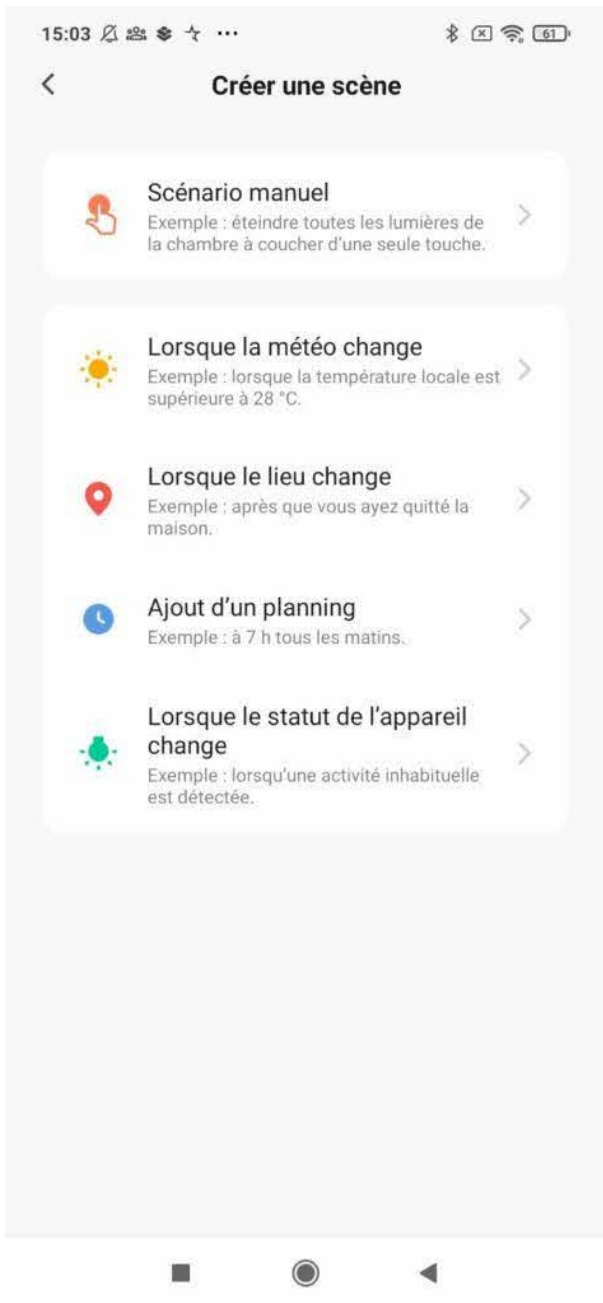 15:03 ...
61
Créer une scène
Scénario manuel
Exemple : éteindre toutes les lumières de
la chambre à coucher d'une seule touche.
Lorsque la météo change
Exemple : lorsque la température locale est
supérieure à 28 °C.
Lorsque le lieu change
Exemple : après que vous ayez quitté la
maison.
Ajout d'un planning
Exemple : à 7 h tous les matins.
Lorsque le statut de l'appareil
change
Exemple : lorsqu'une activité inhabituelle
est détectée.